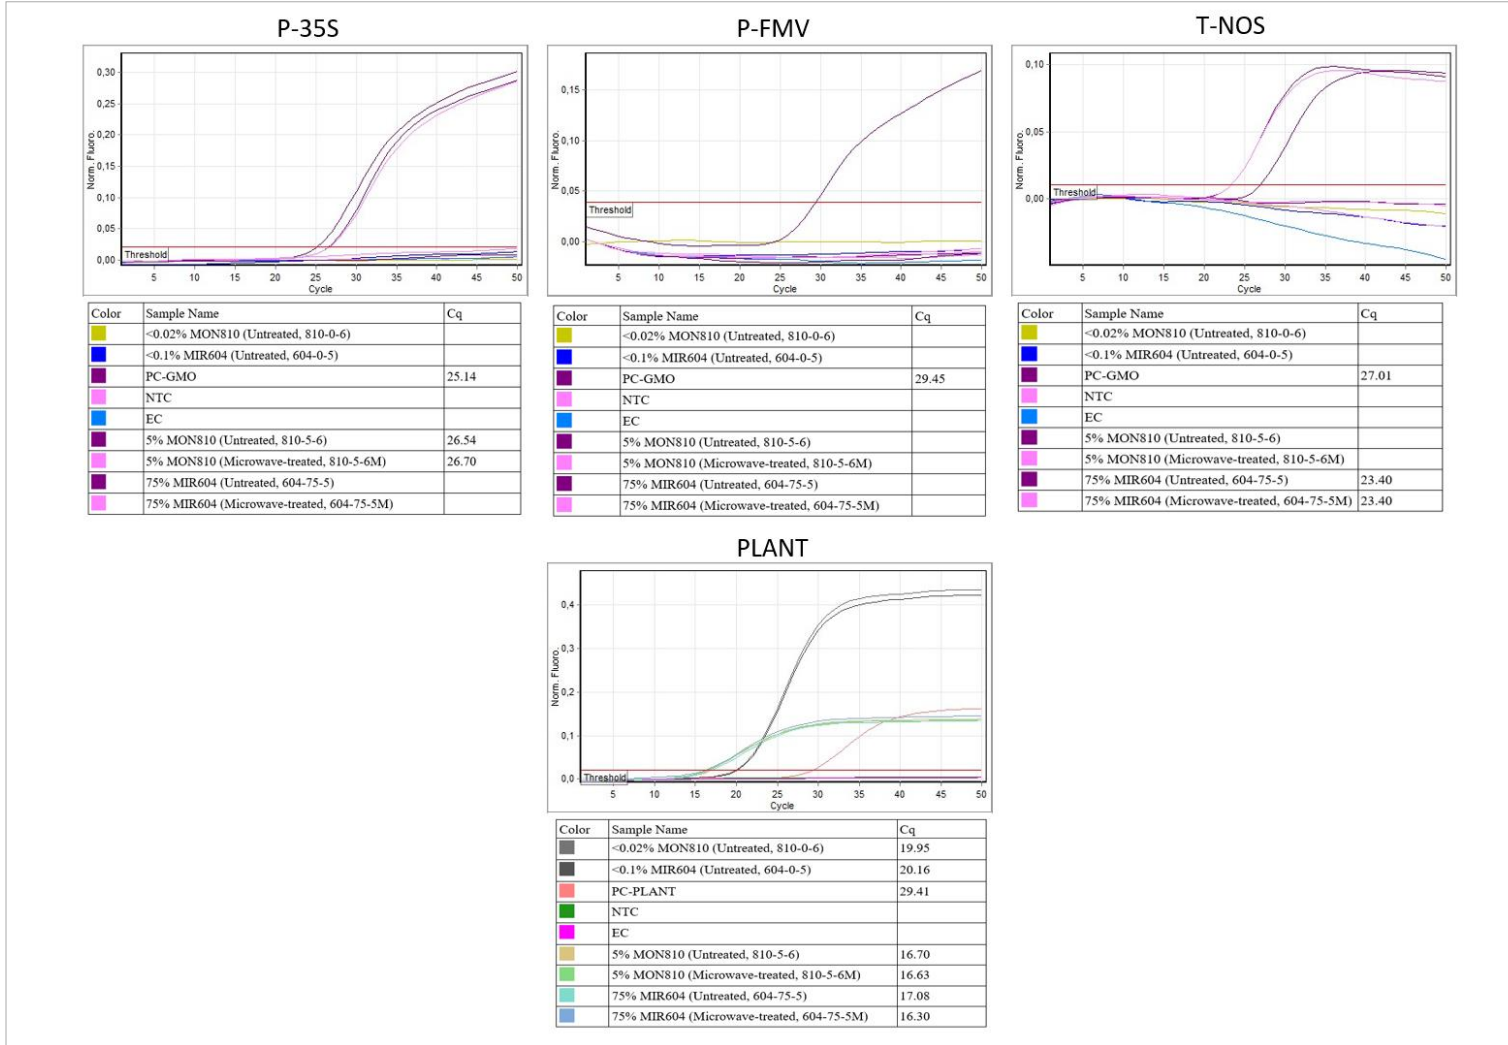 P-35S
P-FMV
T-NOS
0,30
0,25
0,20
0,15
0,10
0,05
0,00
Norm. Fluoro.
Threshold
5 10 15 20 25 30 35 40 45 50
Cycle
0,15
0,10
0,05
0,00
Norm. Fluoro.
Threshold
5 10 15 20 25 30 35 40 45 50
Cycle
0,10
0,05
0,00
Norm. Fluoro.
Threshold
5 10 15 20 25 30 35 40 45 50
Cycle
Color Sample Name Cq
<0.02% MON810 (Untreated, 810-0-6)
<0.1% MIR604 (Untreated, 604-0-5)
PC-GMO 25.14
NTC
EC
5% MON810 (Untreated, 810-5-6) 26.54
5% MON810 (Microwave-treated, 810-5-6M) 26.70
75% MIR604 (Untreated, 604-75-5)
75% MIR604 (Microwave-treated, 604-75-5M)
Color Sample Name Cq
<0.02% MON810 (Untreated, 810-0-6)
<0.1% MIR604 (Untreated, 604-0-5)
PC-GMO 29.45
NTC
EC
5% MON810 (Untreated, 810-5-6)
5% MON810 (Microwave-treated, 810-5-6M)
75% MIR604 (Untreated, 604-75-5)
75% MIR604 (Microwave-treated, 604-75-5M)
Color Sample Name Cq
<0.02% MON810 (Untreated, 810-0-6)
<0.1% MIR604 (Untreated, 604-0-5)
PC-GMO 27.01
NTC
EC
5% MON810 (Untreated, 810-5-6)
5% MON810 (Microwave-treated, 810-5-6M)
75% MIR604 (Untreated, 604-75-5) 23.40
75% MIR604 (Microwave-treated, 604-75-5M) 23.40
PLANT
0,4
0,3
0,2
0,1
0,0
Norm. Fluoro.
Threshold
5 10 15 20 25 30 35 40 45 50
Cycle
Color Sample Name Cq
<0.02% MON810 (Untreated, 810-0-6) 19.95
<0.1% MIR604 (Untreated, 604-0-5) 20.16
PC-PLANT 29.41
NTC
EC
5% MON810 (Untreated, 810-5-6) 16.70
5% MON810 (Microwave-treated, 810-5-6M) 16.63
75% MIR604 (Untreated, 604-75-5) 17.08
75% MIR604 (Microwave-treated, 604-75-5M) 16.30